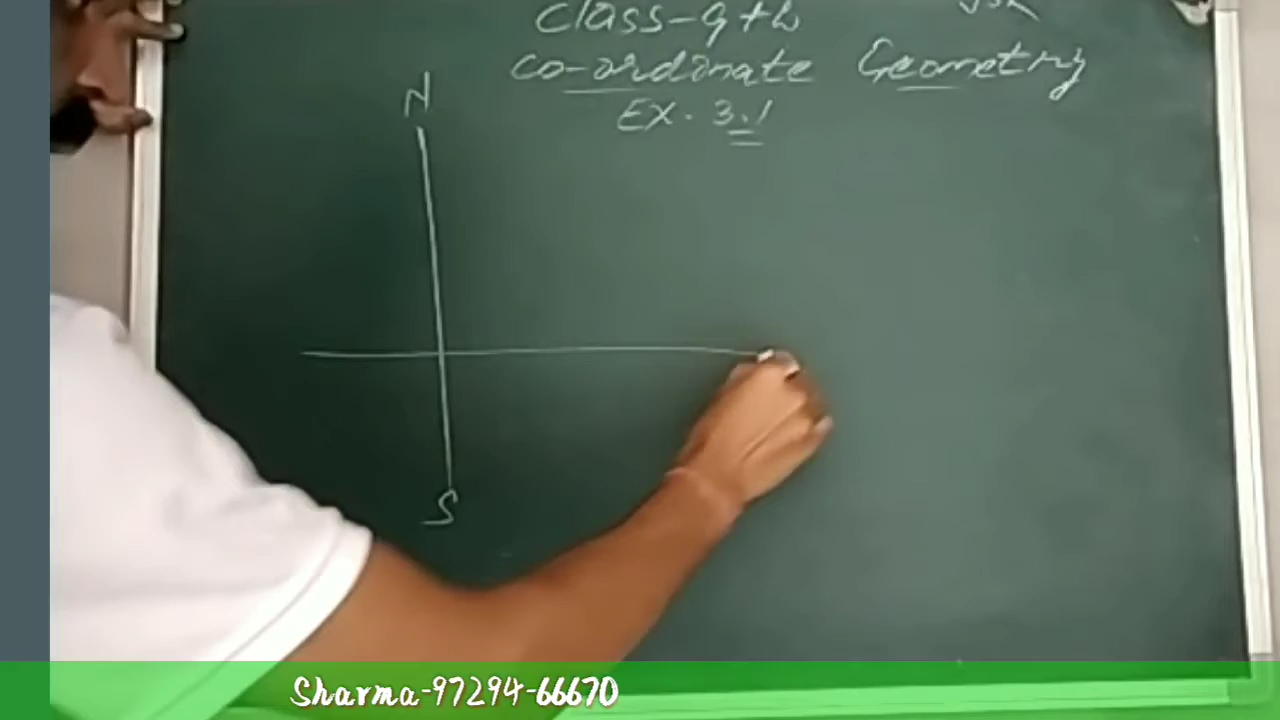 Class-9th
Co-ordinate Geometry
EX. 3.1
N
S
Sharma-97294-66670